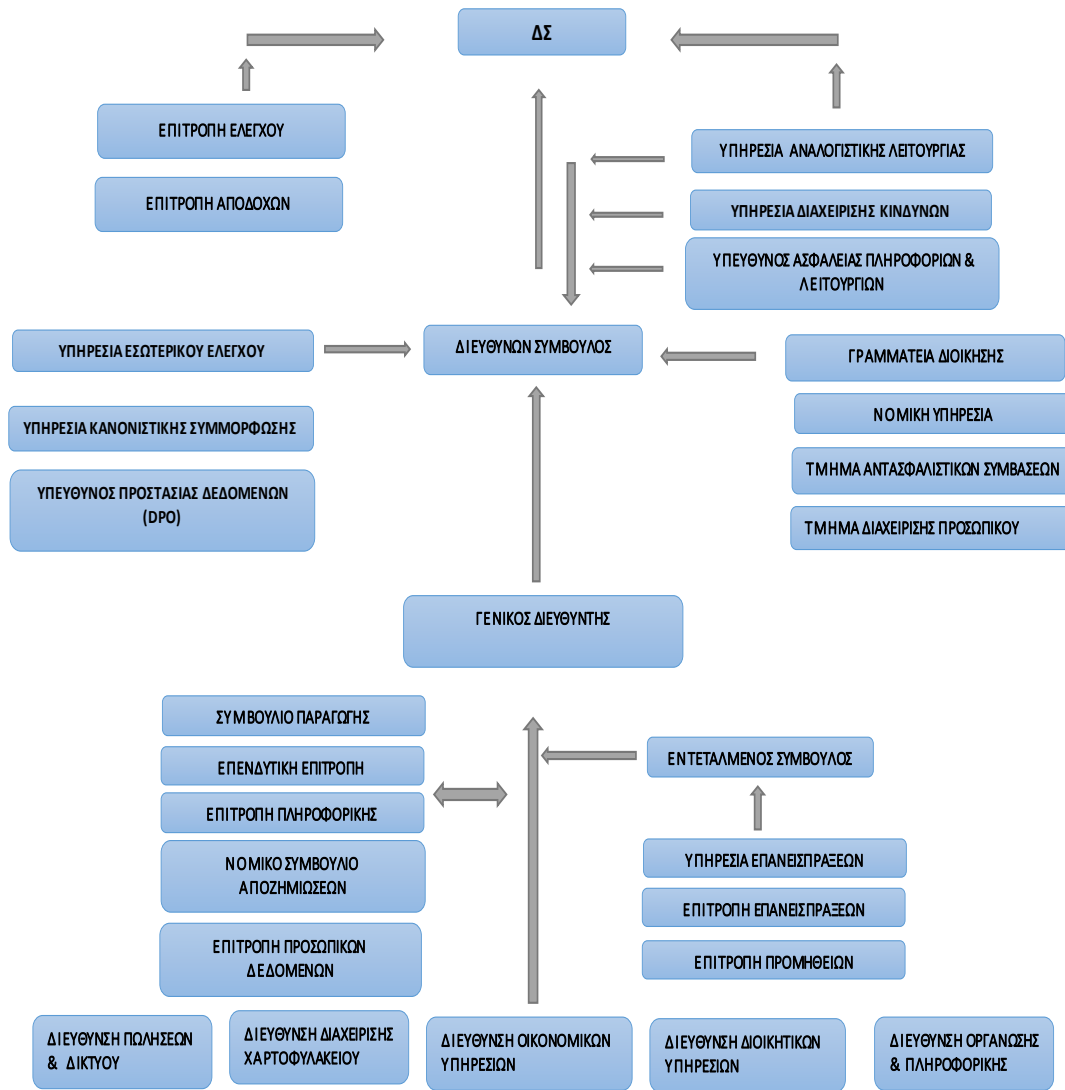 ΔΣ
ΕΠΙΤΡΟΠΗ ΕΛΕΓΧΟΥ
ΕΠΙΤΡΟΠΗ ΑΠΟΔΟΧΩΝ
ΥΠΗΡΕΣΙΑ ΑΝΑΛΟΓΙΣΤΙΚΗΣ ΛΕΙΤΟΥΡΓΙΑΣ
ΥΠΗΡΕΣΙΑ ΔΙΑΧΕΙΡΙΣΗΣ ΚΙΝΔΥΝΩΝ
ΥΠΕΥΘΥΝΟΣ ΑΣΦΑΛΕΙΑΣ ΠΛΗΡΟΦΟΡΙΩΝ &
ΛΕΙΤΟΥΡΓΙΩΝ
ΥΠΗΡΕΣΙΑ ΕΣΩΤΕΡΙΚΟΥ ΕΛΕΓΧΟΥ
ΔΙΕΥΘΥΝΩΝ ΣΥΜΒΟΥΛΟΣ
ΓΡΑΜΜΑΤΕΙΑ ΔΙΟΙΚΗΣΗΣ
ΥΠΗΡΕΣΙΑ ΚΑΝΟΝΙΣΤΙΚΗΣ ΣΥΜΜΟΡΦΩΣΗΣ
ΥΠΕΥΘΥΝΟΣ ΠΡΟΣΤΑΣΙΑΣ ΔΕΔΟΜΕΝΩΝ
(DPO)
ΝΟΜΙΚΗ ΥΠΗΡΕΣΙΑ
ΤΜΗΜΑ ΑΝΤΑΣΦΑΛΙΣΤΙΚΩΝ ΣΥΜΒΑΣΕΩΝ
ΤΜΗΜΑ ΔΙΑΧΕΙΡΙΣΗΣ ΠΡΟΣΩΠΙΚΟΥ
ΓΕΝΙΚΟΣ ΔΙΕΥΘΥΝΤΗΣ
ΣΥΜΒΟΥΛΙΟ ΠΑΡΑΓΩΓΗΣ
ΕΠΕΝΔΥΤΙΚΗ ΕΠΙΤΡΟΠΗ
ΕΠΙΤΡΟΠΗ ΠΛΗΡΟΦΟΡΙΚΗΣ
ΝΟΜΙΚΟ ΣΥΜΒΟΥΛΙΟ
ΑΠΟΖΗΜΙΩΣΕΩΝ
ΕΠΙΤΡΟΠΗ ΠΡΟΣΩΠΙΚΩΝ
ΔΕΔΟΜΕΝΩΝ
ΕΝΤΕΤΑΛΜΕΝΟΣ ΣΥΜΒΟΥΛΟΣ
ΥΠΗΡΕΣΙΑ ΕΠΑΝΕΙΣΠΡΑΞΕΩΝ
ΕΠΙΤΡΟΠΗ ΕΠΑΝΕΙΣΠΡΑΞΕΩΝ
ΕΠΙΤΡΟΠΗ ΠΡΟΜΗΘΕΙΩΝ
ΔΙΕΥΘΥΝΣΗ ΠΩΛΗΣΕΩΝ
& ΔΙΚΤΥΟΥ
ΔΙΕΥΘΥΝΣΗ ΔΙΑΧΕΙΡΙΣΗΣ
ΧΑΡΤΟΦΥΛΑΚΕΙΟΥ
ΔΙΕΥΘΥΝΣΗ ΟΙΚΟΝΟΜΙΚΩΝ
ΥΠΗΡΕΣΙΩΝ
ΔΙΕΥΘΥΝΣΗ ΔΙΟΙΚΗΤΙΚΩΝ
ΥΠΗΡΕΣΙΩΝ
ΔΙΕΥΘΥΝΣΗ ΟΡΓΑΝΩΣΗΣ
& ΠΛΗΡΟΦΟΡΙΚΗΣ